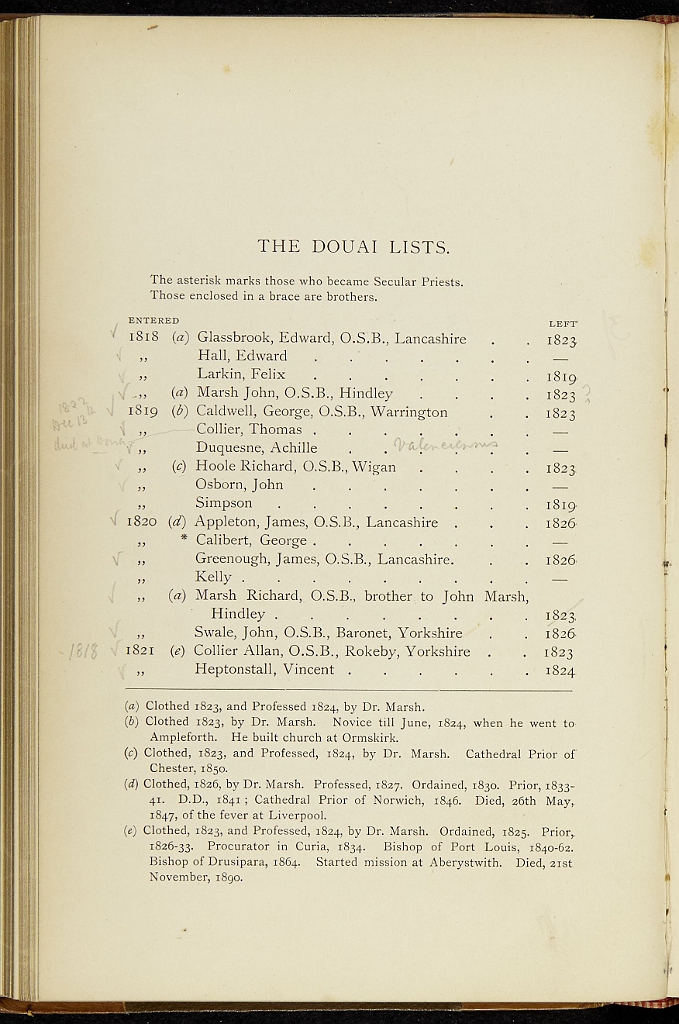 THE DOUAI LISTS.
The asterisk marks those who became Secular Priests.
Those enclosed in a brace are brothers.
ENTERED LEFT
1818 (a) Glassbrook, Edward, O.S.B., Lancashire . . 1823
„ Hall, Edward . . . . . . —
„ Larkin, Felix . . . . . . 1819
„ (a) Marsh John, O.S.B., Hindley . . . . 1823 ?
1819 (b) Caldwell, George, O.S.B., Warrington . . 1823
„ Collier, Thomas . . . . . . —
„ Duquesne, Achille . . Valenciennes . . —
„ (c) Hoole Richard, O.S.B., Wigan . . . . 1823
„ Osborn, John . . . . . . —
„ Simpson . . . . . . . 1819
1820 (d) Appleton, James, O.S.B., Lancashire . . . 1826
„ * Calibert, George . . . . . . —
„ Greenough, James, O.S.B., Lancashire. . . 1826
„ Kelly . . . . . . . . —
„ (a) Marsh Richard, O.S.B., brother to John Marsh,
Hindley . . . . . . . 1823
„ Swale, John, O.S.B., Baronet, Yorkshire . . 1826
1818 1821 (e) Collier Allan, O.S.B., Rokeby, Yorkshire . . 1823
„ Heptonstall, Vincent . . . . . . 1824
(a) Clothed 1823, and Professed 1824, by Dr. Marsh.
(b) Clothed 1823, by Dr. Marsh. Novice till June, 1824, when he went to
Ampleforth. He built church at Ormskirk.
(c) Clothed, 1823, and Professed, 1824, by Dr. Marsh. Cathedral Prior of
Chester, 1850.
(d) Clothed, 1826, by Dr. Marsh. Professed, 1827. Ordained, 1830. Prior, 1833-
41. D.D., 1841; Cathedral Prior of Norwich, 1846. Died, 26th May,
1847, of the fever at Liverpool.
(e) Clothed, 1823, and Professed, 1824, by Dr. Marsh. Ordained, 1825. Prior,
1826-33. Procurator in Curia, 1834. Bishop of Port Louis, 1840-62.
Bishop of Drusipara, 1864. Started mission at Aberystwith. Died, 21st
November, 1890.